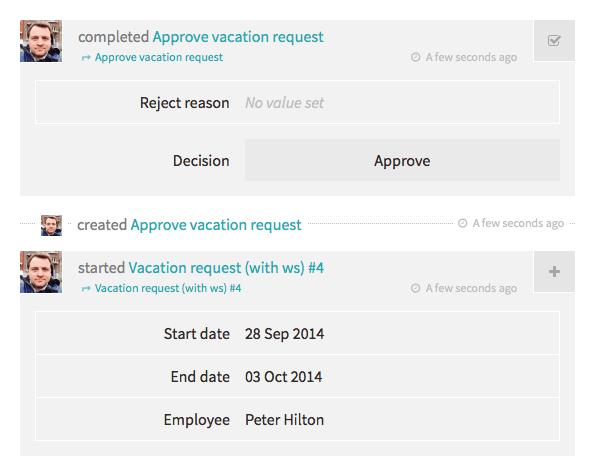 completed Approve vacation request
Approve vacation request A few seconds ago
Reject reason No value set
Decision Approve
created Approve vacation request A few seconds ago
started Vacation request (with ws) #4
Vacation request (with ws) #4 A few seconds ago
Start date 28 Sep 2014
End date 03 Oct 2014
Employee Peter Hilton